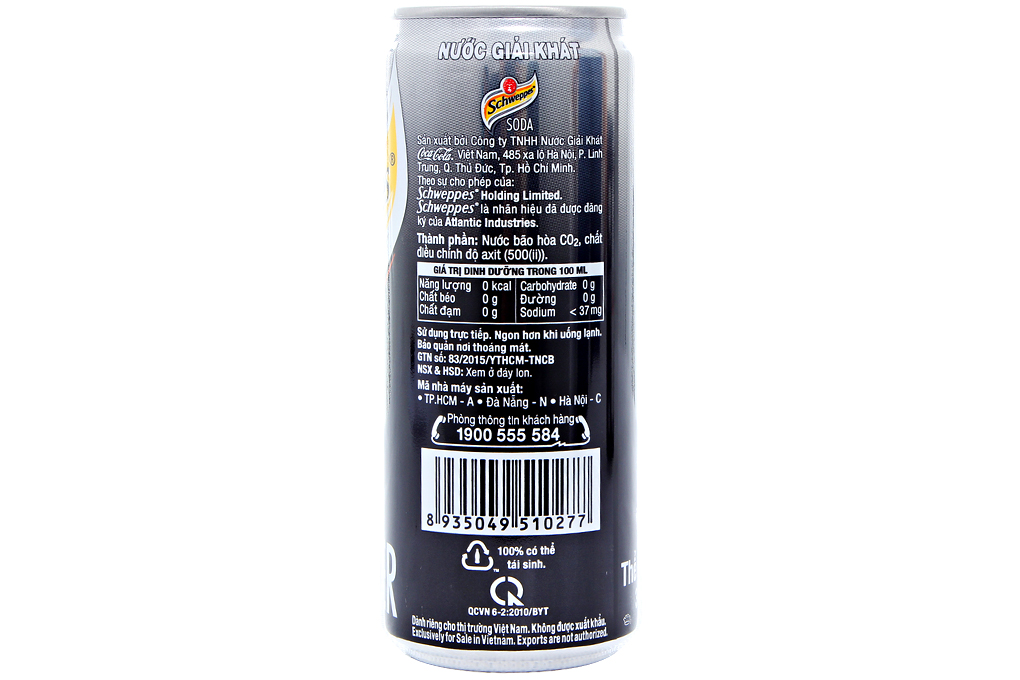 NƯỚC GIẢI KHÁT
Schweppes
SODA
Sản xuất bởi Công ty TNHH Nước Giải Khát
Coca-Cola Việt Nam, 485 xa lộ Hà Nội, P. Linh
Trung, Q. Thủ Đức, Tp. Hồ Chí Minh.
Theo sự cho phép của:
Schweppes® Holding Limited.
Schweppes® là nhãn hiệu đã được đăng
ký của Atlantic Industries.
Thành phần: Nước bão hòa CO₂, chất
điều chỉnh độ axit (500(ii)).
GIÁ TRỊ DINH DƯỠNG TRONG 100 ML
Năng lượng 0 kcal Carbohydrate 0 g
Chất béo 0 g Đường 0 g
Chất đạm 0 g Sodium < 37 mg
Sử dụng trực tiếp. Ngon hơn khi uống lạnh.
Bảo quản nơi thoáng mát.
GTN số: 83/2015/YTHCM-TNCB
NSX & HSD: Xem ở đáy lon.
Mã nhà máy sản xuất:
• TP.HCM - A • Đà Nẵng - N • Hà Nội - C
Phòng thông tin khách hàng
1900 555 584
8 935049 510277
100% có thể
tái sinh.
QCVN 6-2:2010/BYT
Dành riêng cho thị trường Việt Nam. Không được xuất khẩu.
Exclusively for Sale in Vietnam. Exports are not authorized.